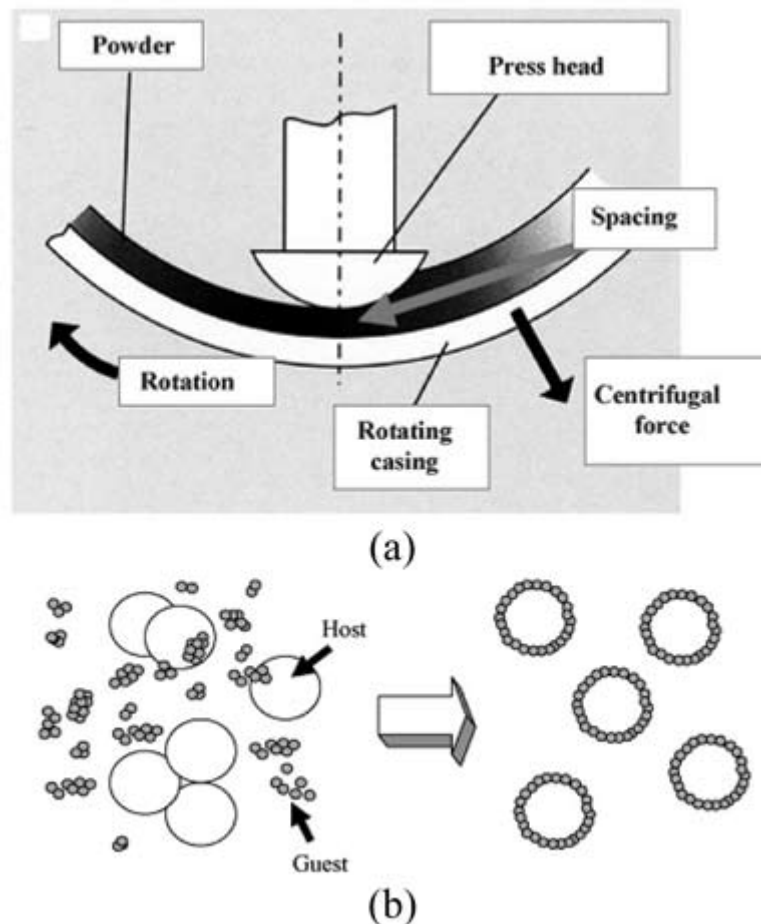 Powder
Press head
Spacing
Rotation
Rotating
casing
Centrifugal
force
(a)
Host
Guest
(b)